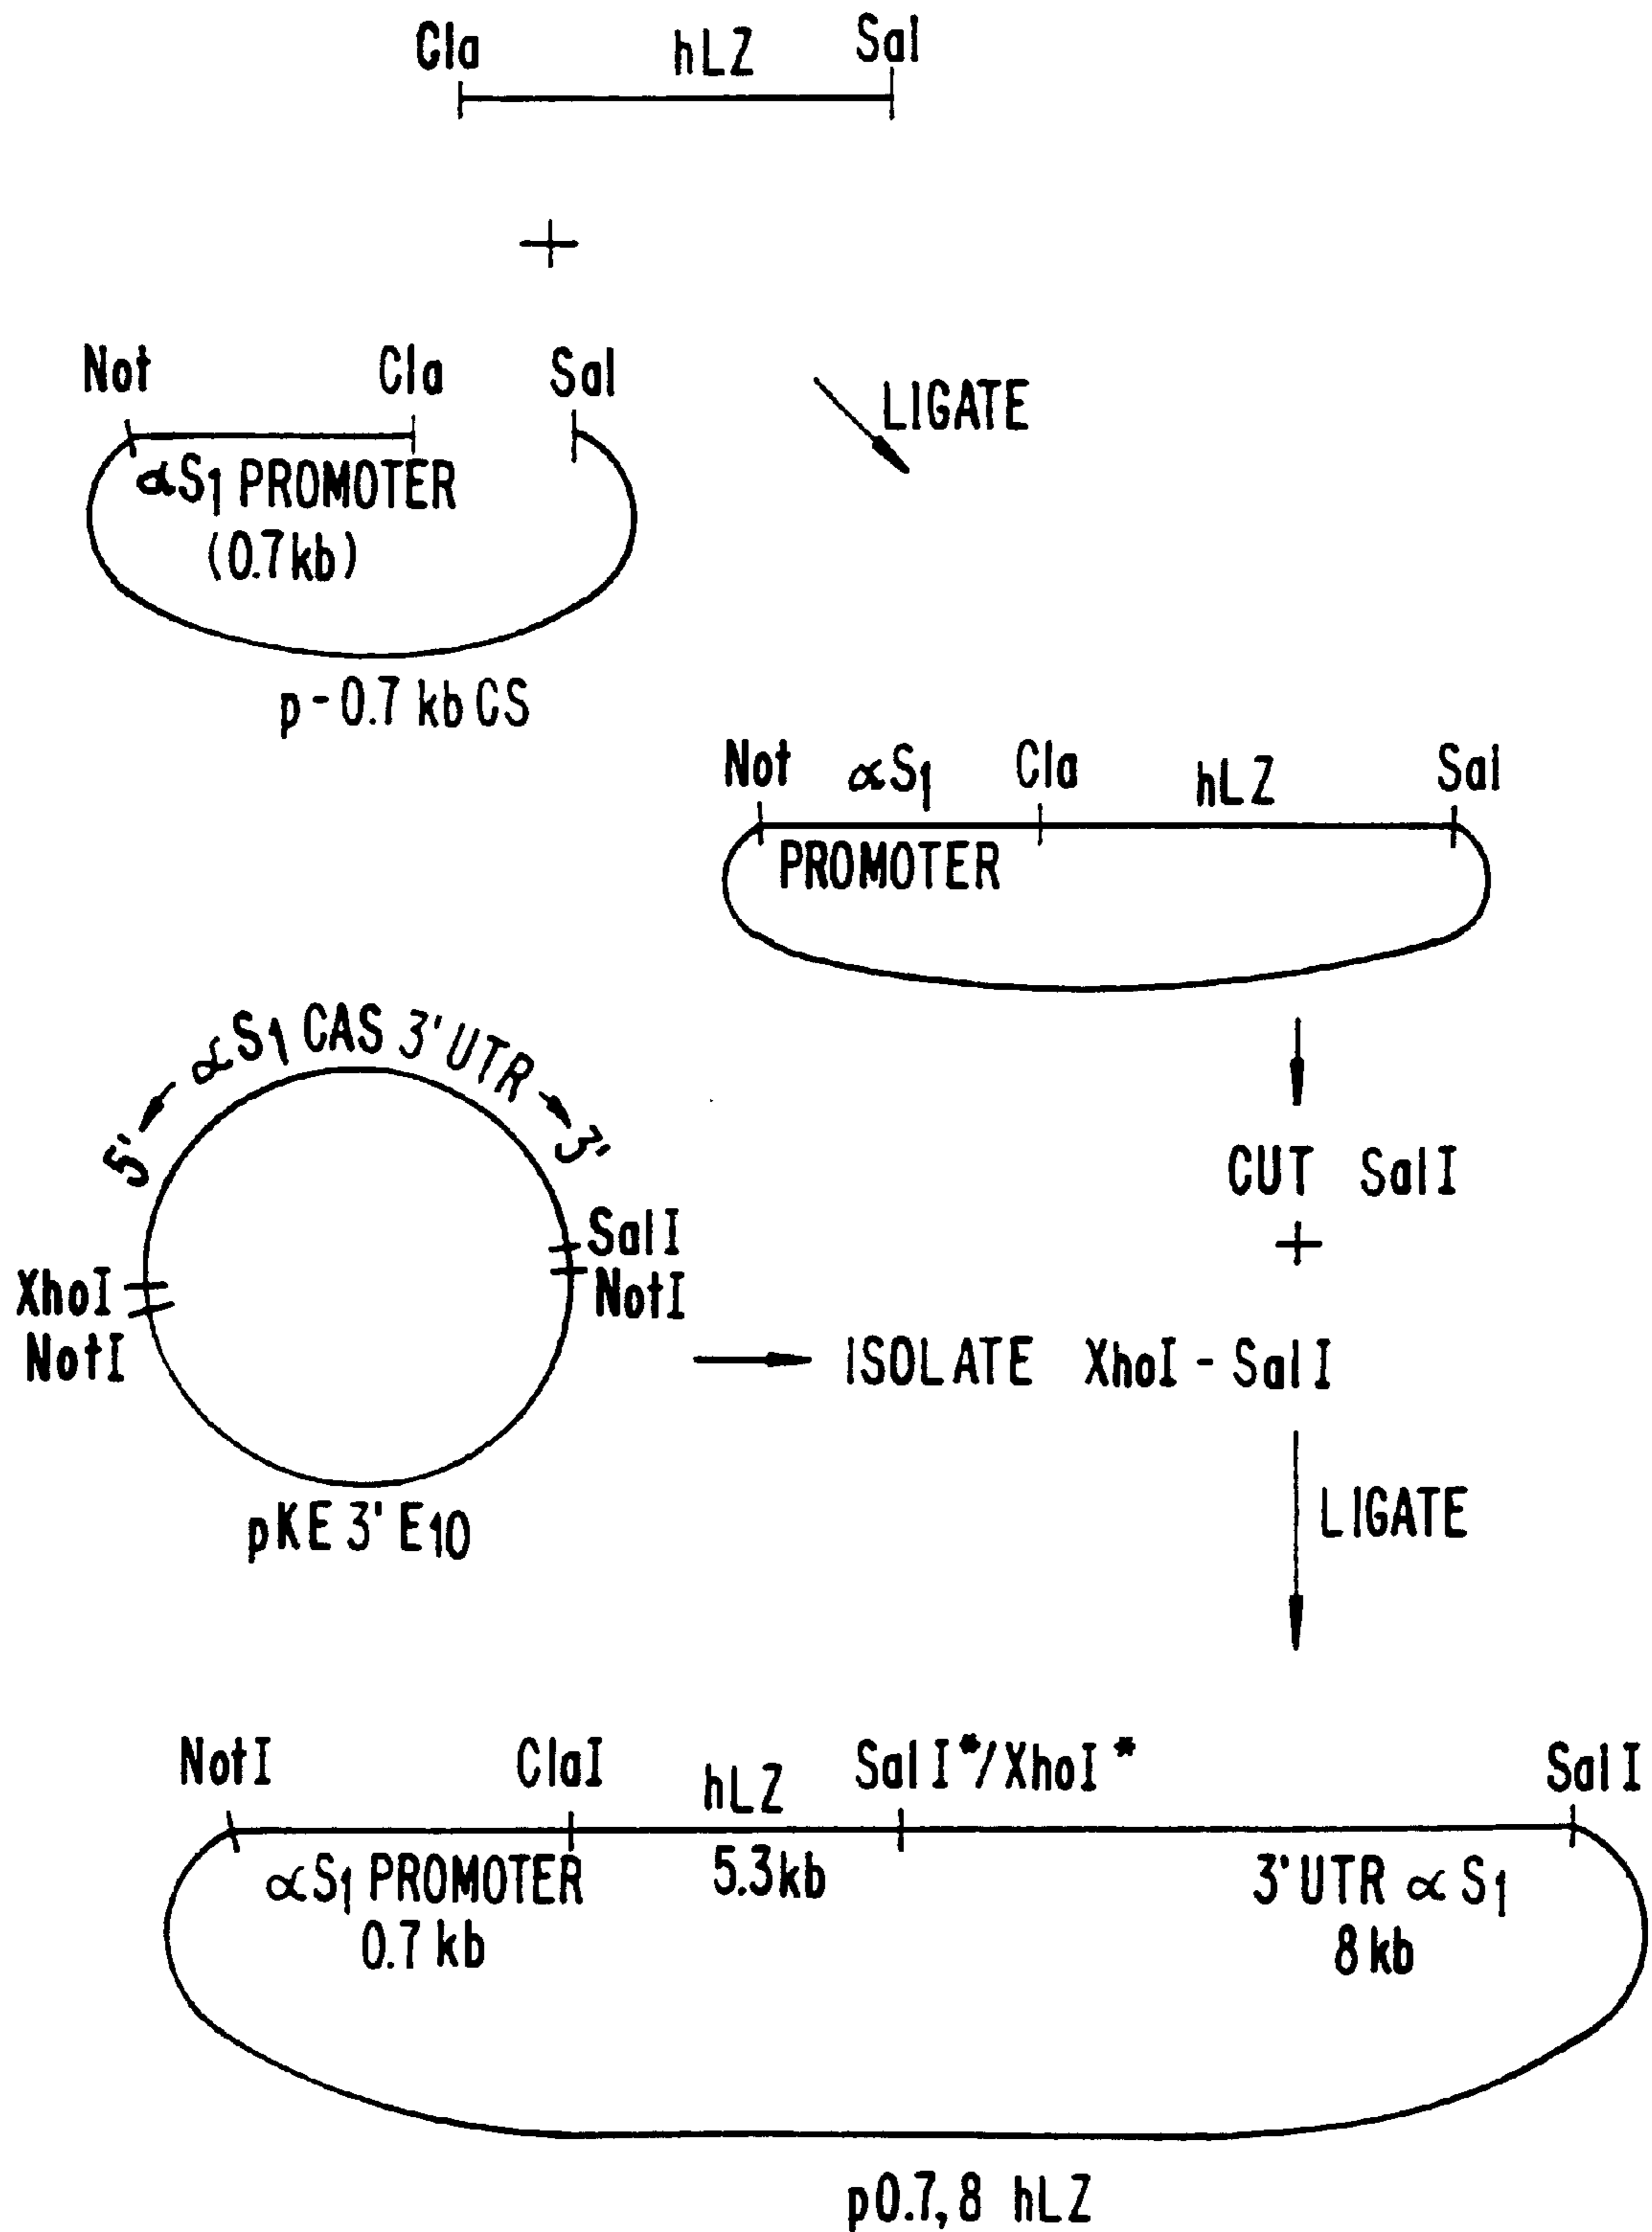 Cla hLZ Sal
+
Not Cla Sal
αS1 PROMOTER
(0.7kb)
p-0.7 kb CS
LIGATE
Not αS1 Cla hLZ Sal
PROMOTER
5' αS1 CAS 3'UTR 3'
SalI
NotI
XhoI
NotI
pKE 3' E10
CUT SalI
+
ISOLATE XhoI - SalI
LIGATE
NotI ClaI hLZ SalI*/XhoI* SalI
αS1 PROMOTER 5.3kb 3'UTR αS1
0.7 kb 8 kb
p0.7,8 hLZ